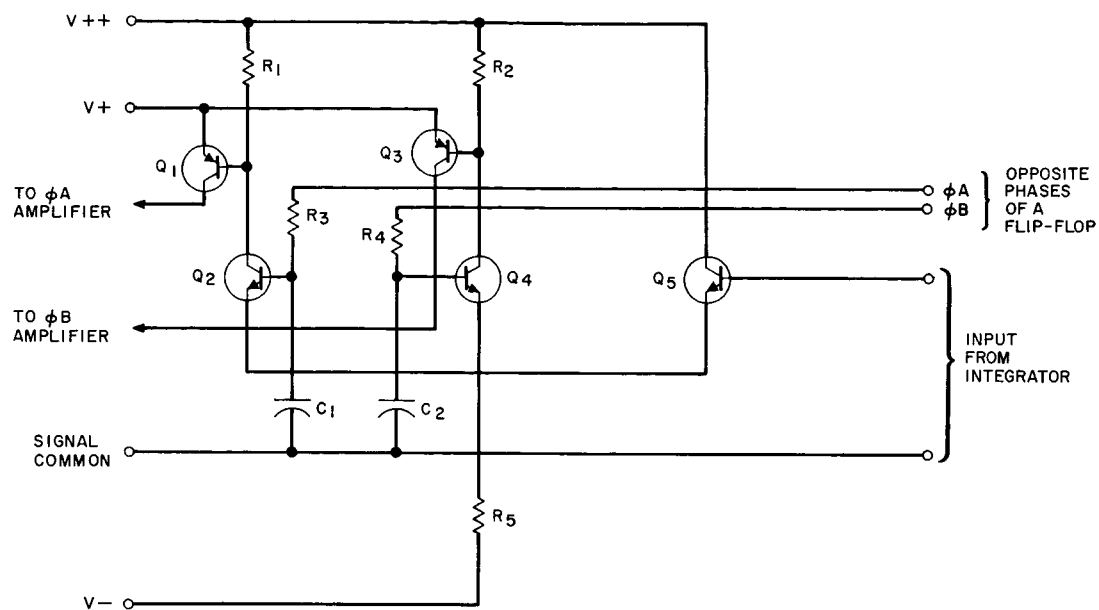 V++
R1
R2
V+
Q1
Q3
TO ϕA
AMPLIFIER
R3
ϕA
ϕB
OPPOSITE
PHASES
OF A
FLIP-FLOP
R4
Q2
Q4
Q5
TO ϕB
AMPLIFIER
INPUT
FROM
INTEGRATOR
C1
C2
SIGNAL
COMMON
R5
V−